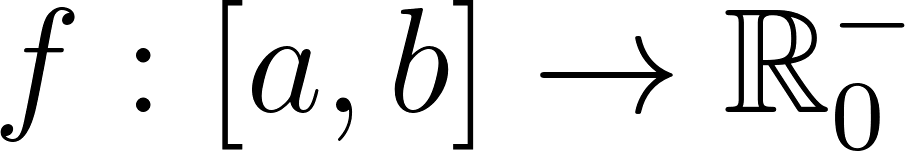 f : [a, b] → ℝ₀⁻